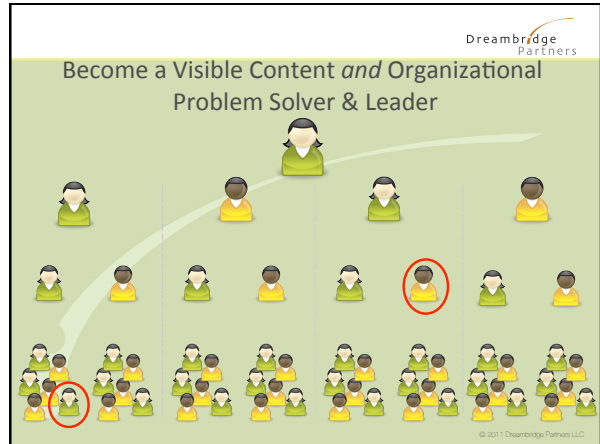 Dreambridge
Partners
Become a Visible Content and Organizational
Problem Solver & Leader
© 2011 Dreambridge Partners LLC